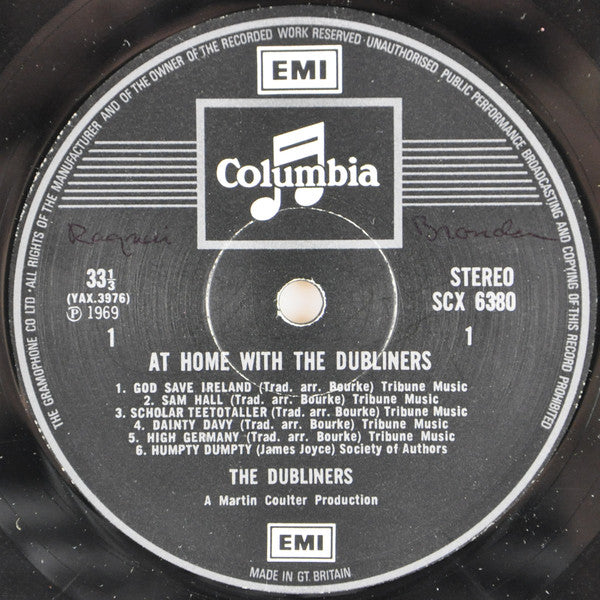 THE GRAMOPHONE CO LTD · ALL RIGHTS OF THE MANUFACTURER AND OF THE OWNER OF THE RECORDED WORK RESERVED · UNAUTHORISED PUBLIC PERFORMANCE BROADCASTING AND COPYING OF THIS RECORD PROHIBITED
EMI
Columbia
33⅓
(YAX.3976)
Ⓟ 1969
1
STEREO
SCX 6380
1
AT HOME WITH THE DUBLINERS
1. GOD SAVE IRELAND (Trad. arr. Bourke) Tribune Music
2. SAM HALL (Trad. arr. Bourke) Tribune Music
3. SCHOLAR TEETOTALLER (Trad. arr. Bourke) Tribune Music
4. DAINTY DAVY (Trad. arr. Bourke) Tribune Music
5. HIGH GERMANY (Trad. arr. Bourke) Tribune Music
6. HUMPTY DUMPTY (James Joyce) Society of Authors
THE DUBLINERS
A Martin Coulter Production
EMI
MADE IN GT. BRITAIN